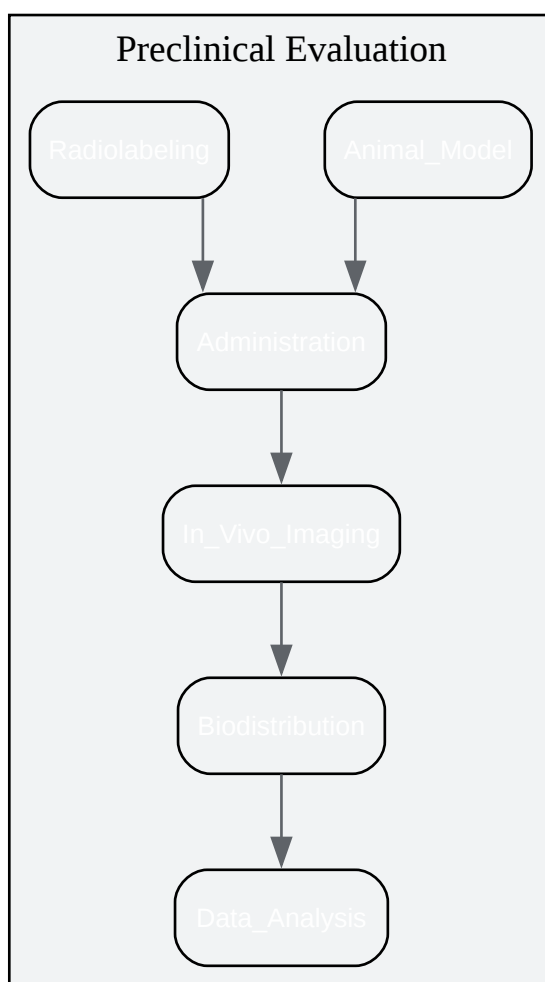 Preclinical Evaluation
Radiolabeling
Animal_Model
Administration
In_Vivo_Imaging
Biodistribution
Data_Analysis